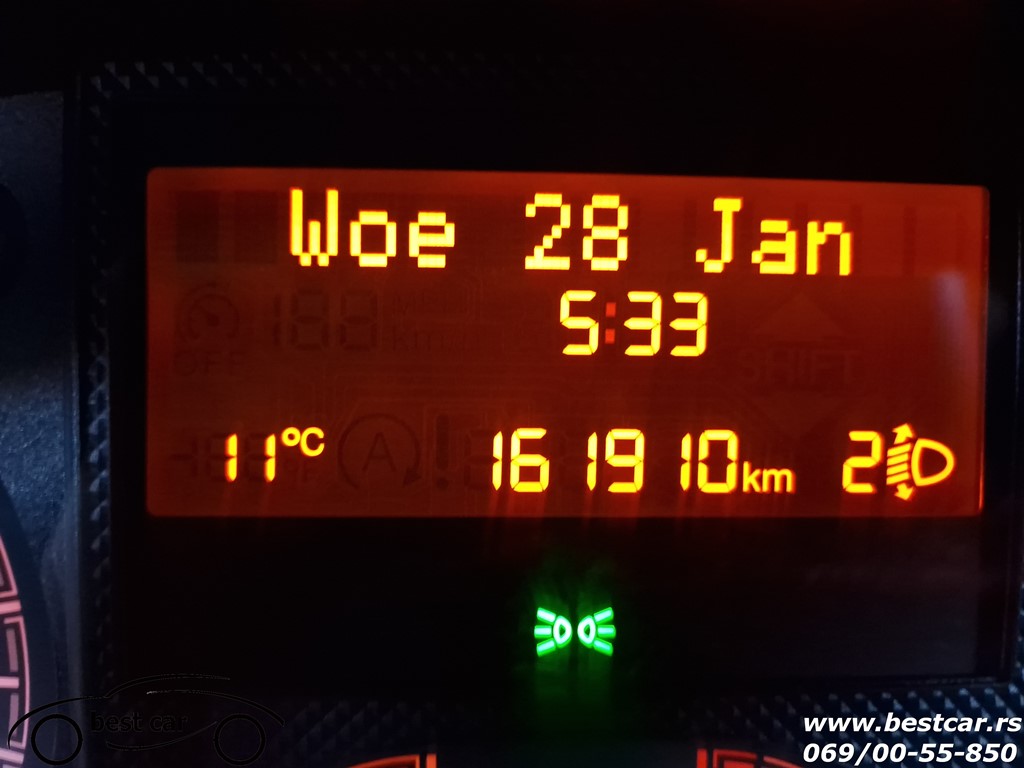 Woe 28 Jan
5:33
11°C 161910km 2
best car
www.bestcar.rs
069/00-55-850